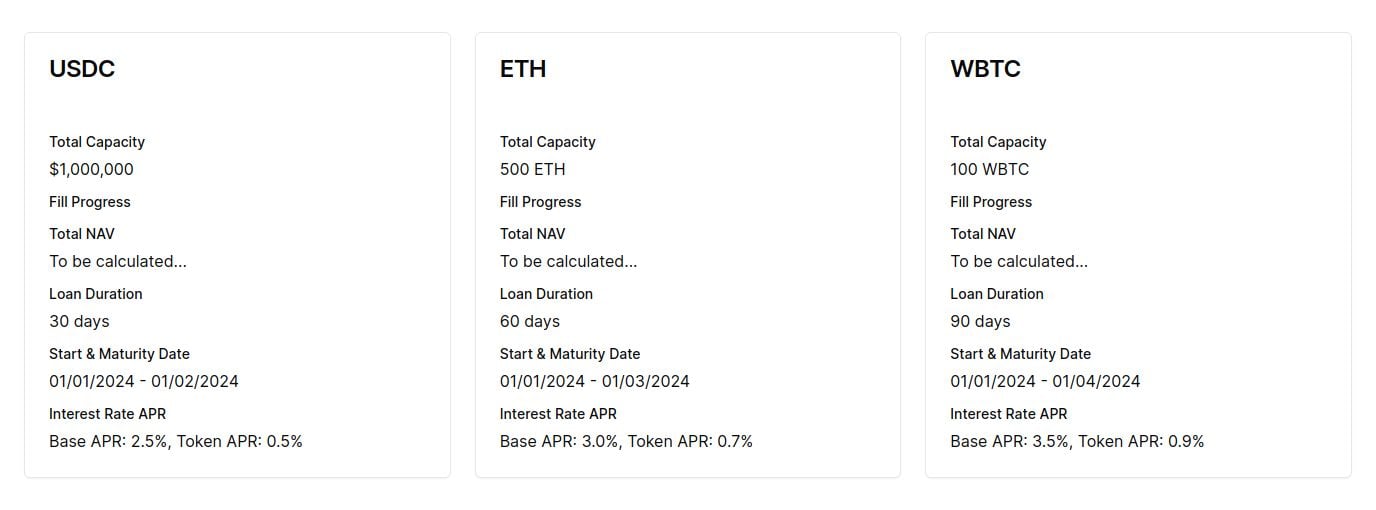 USDC
Total Capacity
$1,000,000
Fill Progress
Total NAV
To be calculated...
Loan Duration
30 days
Start & Maturity Date
01/01/2024 - 01/02/2024
Interest Rate APR
Base APR: 2.5%, Token APR: 0.5%
ETH
Total Capacity
500 ETH
Fill Progress
Total NAV
To be calculated...
Loan Duration
60 days
Start & Maturity Date
01/01/2024 - 01/03/2024
Interest Rate APR
Base APR: 3.0%, Token APR: 0.7%
WBTC
Total Capacity
100 WBTC
Fill Progress
Total NAV
To be calculated...
Loan Duration
90 days
Start & Maturity Date
01/01/2024 - 01/04/2024
Interest Rate APR
Base APR: 3.5%, Token APR: 0.9%